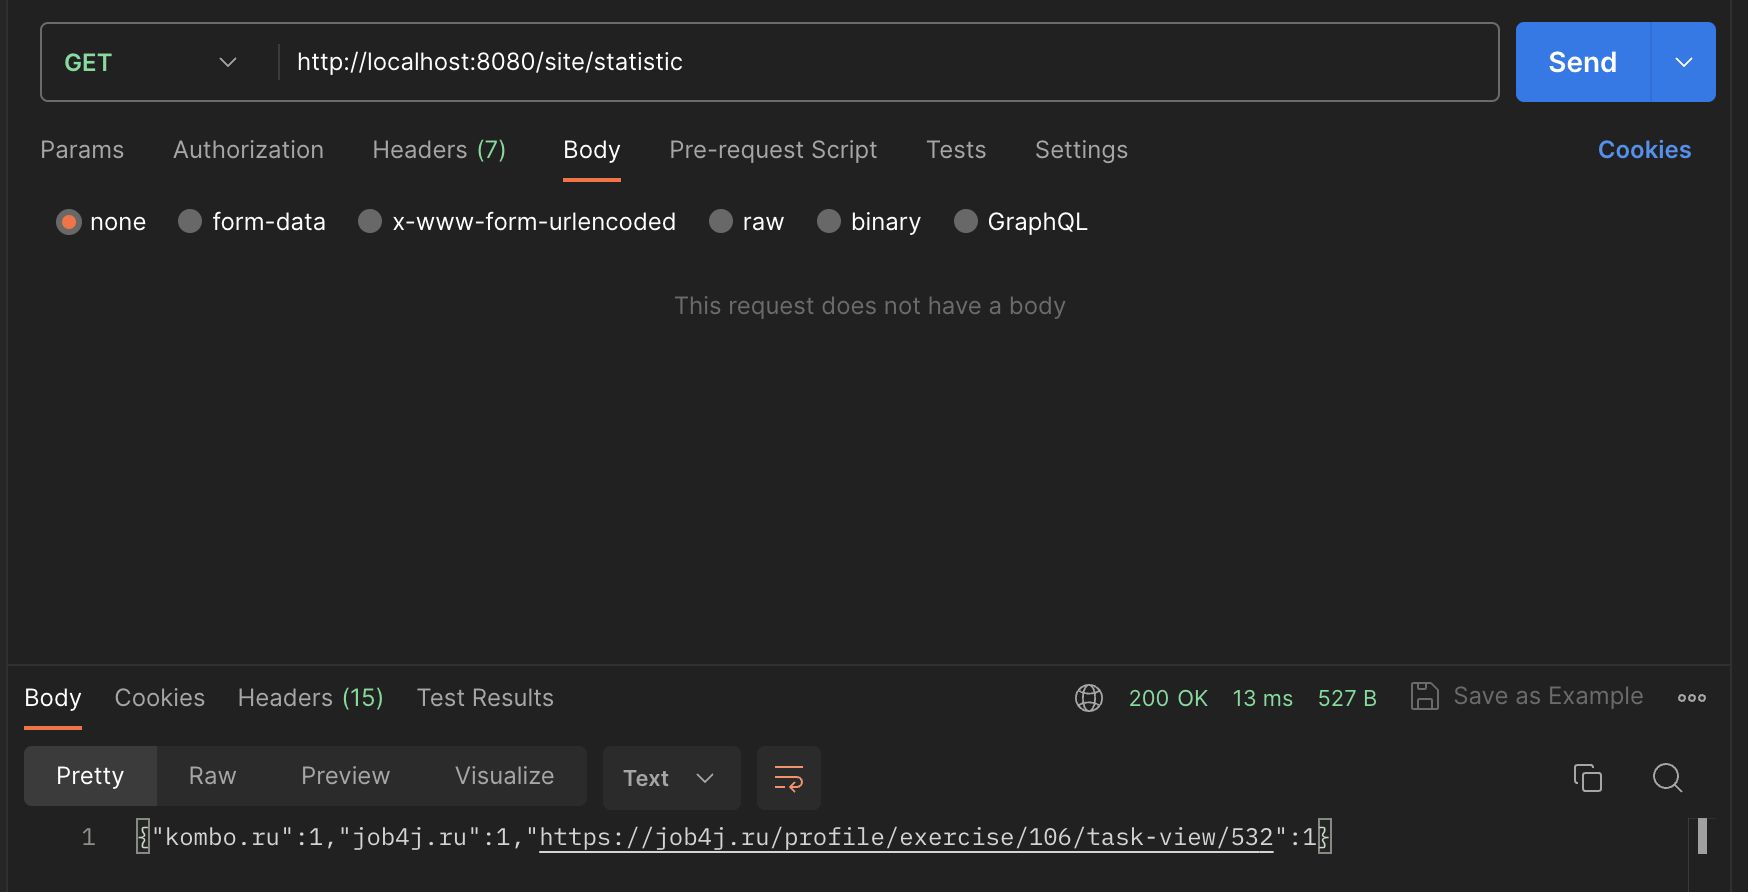 GET http://localhost:8080/site/statistic Send
Params Authorization Headers (7) Body Pre-request Script Tests Settings Cookies
none form-data x-www-form-urlencoded raw binary GraphQL
This request does not have a body
Body Cookies Headers (15) Test Results 200 OK 13 ms 527 B Save as Example
Pretty Raw Preview Visualize Text
1 {"kombo.ru":1,"job4j.ru":1,"https://job4j.ru/profile/exercise/106/task-view/532":1}